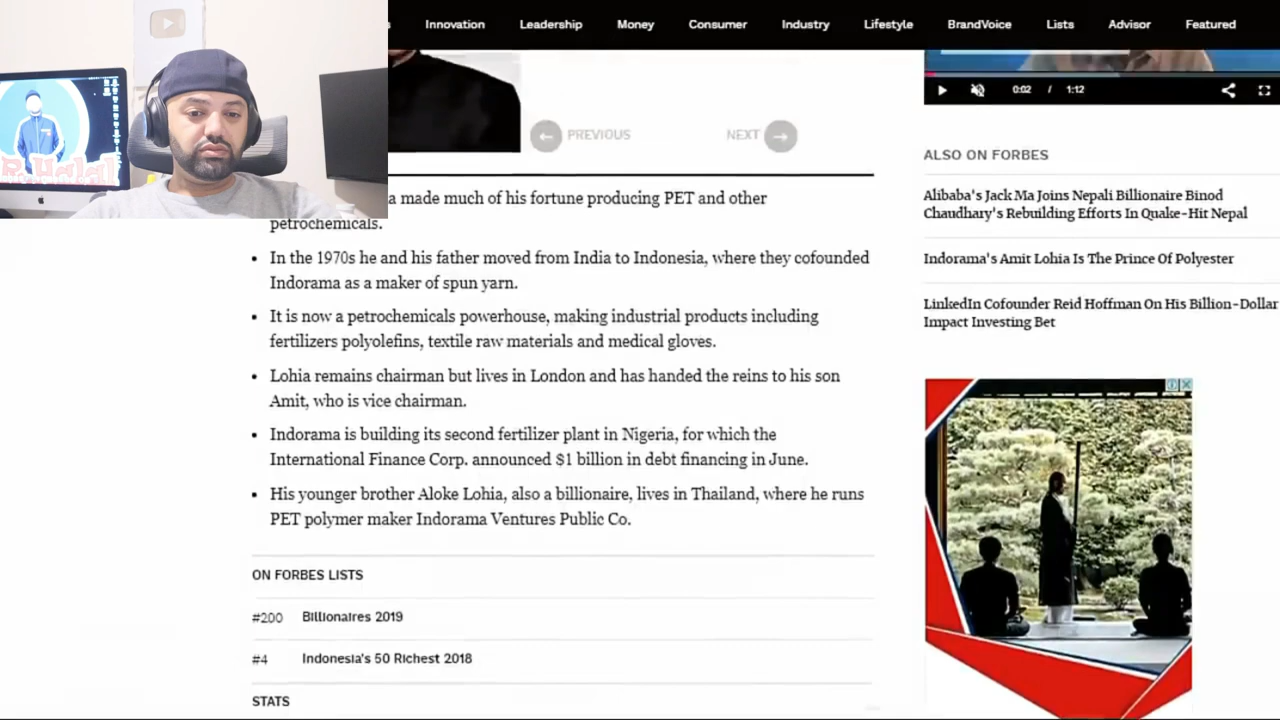 Innovation
Leadership
Money
Consumer
Industry
Lifestyle
BrandVoice
Lists
Advisor
Featured
0:02 / 1:12
PREVIOUS
NEXT
a made much of his fortune producing PET and other
petrochemicals.
In the 1970s he and his father moved from India to Indonesia, where they cofounded
Indorama as a maker of spun yarn.
It is now a petrochemicals powerhouse, making industrial products including
fertilizers polyolefins, textile raw materials and medical gloves.
Lohia remains chairman but lives in London and has handed the reins to his son
Amit, who is vice chairman.
Indorama is building its second fertilizer plant in Nigeria, for which the
International Finance Corp. announced $1 billion in debt financing in June.
His younger brother Aloke Lohia, also a billionaire, lives in Thailand, where he runs
PET polymer maker Indorama Ventures Public Co.
ON FORBES LISTS
#200 Billionaires 2019
#4 Indonesia's 50 Richest 2018
STATS
ALSO ON FORBES
Alibaba's Jack Ma Joins Nepali Billionaire Binod
Chaudhary's Rebuilding Efforts In Quake-Hit Nepal
Indorama's Amit Lohia Is The Prince Of Polyester
LinkedIn Cofounder Reid Hoffman On His Billion-Dollar
Impact Investing Bet